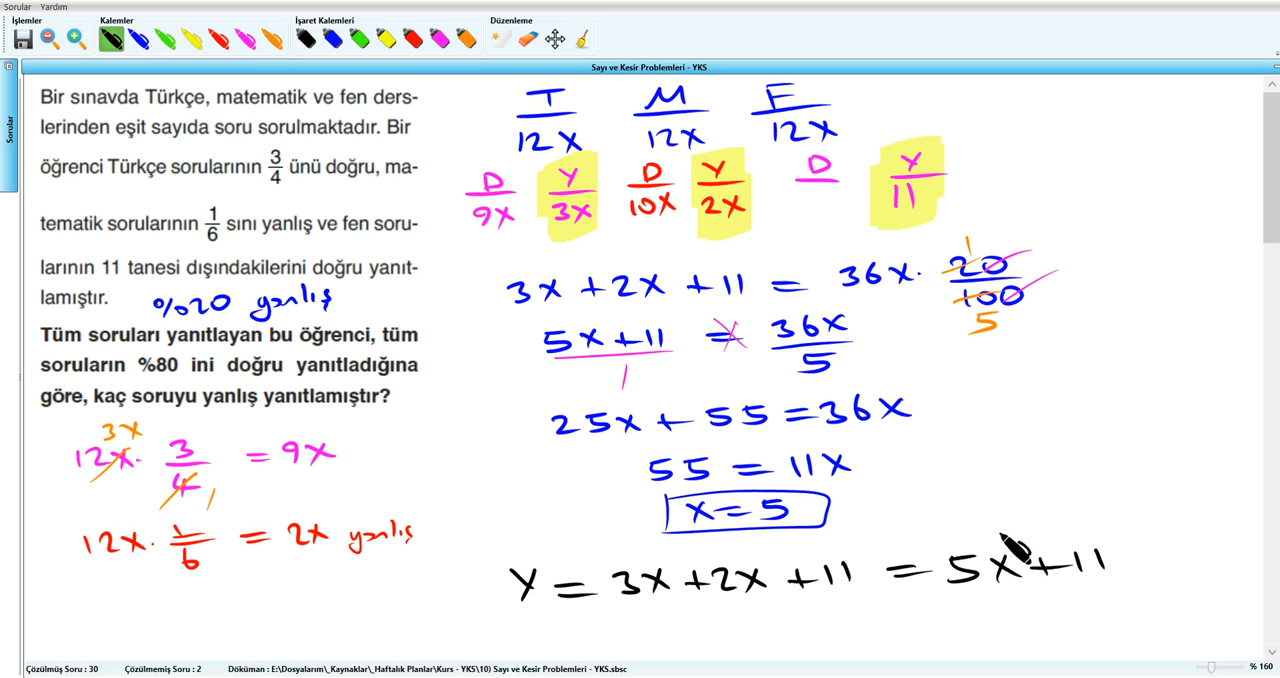 Sorular Yardım
İşlemler Kalemler İşaret Kalemleri Düzenleme
Sayı ve Kesir Problemleri - YKS
Sorular
Bir sınavda Türkçe, matematik ve fen ders-
lerinden eşit sayıda soru sorulmaktadır. Bir
öğrenci Türkçe sorularının 3/4 ünü doğru, ma-
tematik sorularının 1/6 sını yanlış ve fen soru-
larının 11 tanesi dışındakilerini doğru yanıt-
lamıştır.
%20 yanlış
Tüm soruları yanıtlayan bu öğrenci, tüm
soruların %80 ini doğru yanıtladığına
göre, kaç soruyu yanlış yanıtlamıştır?
3x
12x · 3/4 = 9x
1
12x · 1/6 = 2x yanlış
T M F
12x 12x 12x
D Y D Y D Y
9x 3x 10x 2x 11
1
3x + 2x + 11 = 36x · 20/100
5
5x + 11 = 36x/5
1
25x + 55 = 36x
55 = 11x
x = 5
Y = 3x + 2x + 11 = 5x + 11
Çözülmüş Soru : 30 Çözülmemiş Soru : 2 Döküman : E:\Dosyalarım\_Kaynaklar\_Haftalık Planlar\Kurs - YKS\10) Sayı ve Kesir Problemleri - YKS.sbsc % 160